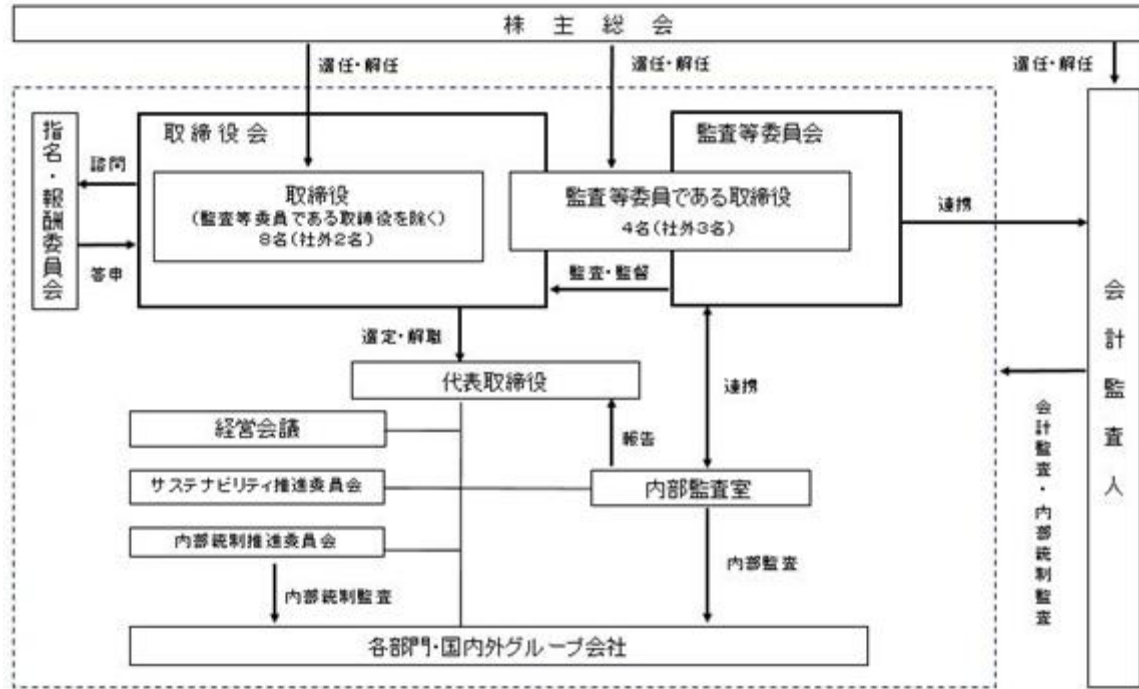 株主総会
選任・解任
選任・解任
選任・解任
指名・報酬委員会
諮問
答申
取締役会
取締役
(監査等委員である取締役を除く)
8名(社外2名)
監査等委員会
監査等委員である取締役
4名(社外3名)
連携
監査・監督
選定・解職
代表取締役
連携
報告
経営会議
サステナビリティ推進委員会
内部監査室
内部統制推進委員会
内部統制監査
内部監査
各部門・国内外グループ会社
会計監査人
会計監査・内部統制監査